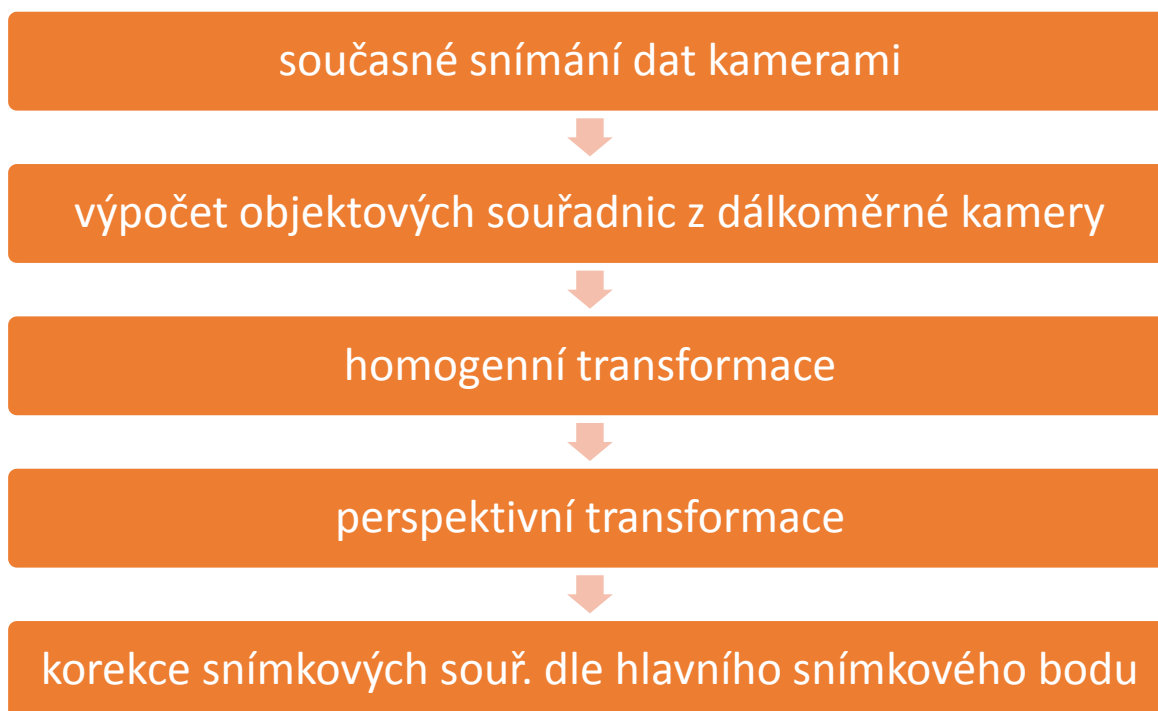 současné snímání dat kamerami
výpočet objektových souřadnic z dálkoměrné kamery
homogenní transformace
perspektivní transformace
korekce snímkových souř. dle hlavního snímkového bodu